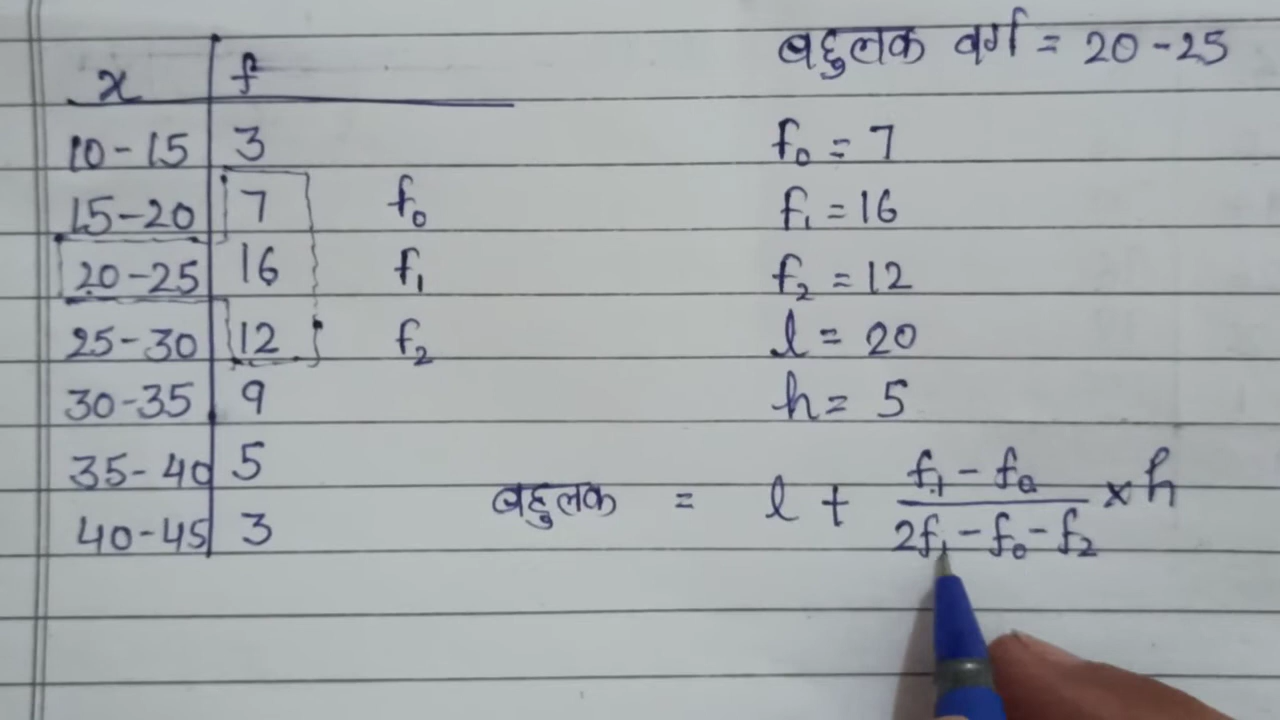 x f
10-15 3
15-20 7 f₀
20-25 16 f₁
25-30 12 f₂
30-35 9
35-40 5
40-45 3
बहुलक वर्ग = 20-25
f₀ = 7
f₁ = 16
f₂ = 12
l = 20
h = 5
बहुलक = l + (f₁ - f₀)/(2f₁ - f₀ - f₂) × h